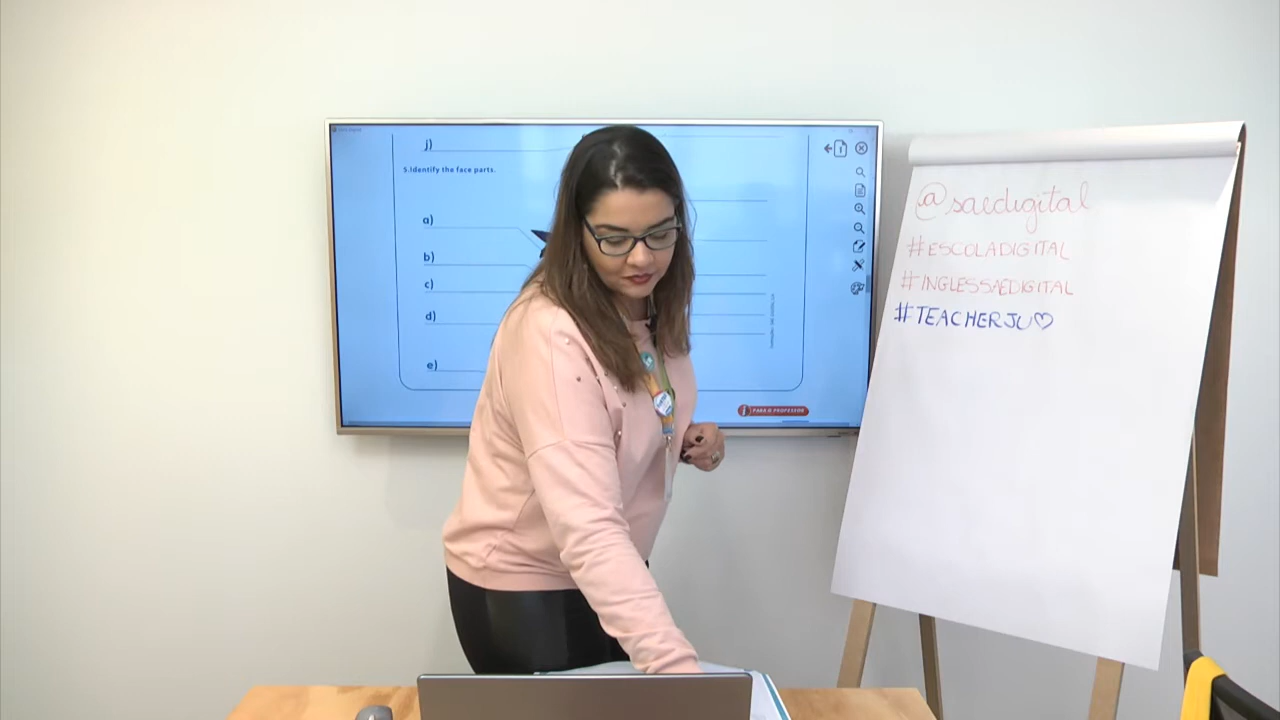 j)
5.Identify the face parts.
a)
b)
c)
d)
e)
PARA O PROFESSOR
@saedigital
#ESCOLADIGITAL
#INGLESSAEDIGITAL
#TEACHERJU♡